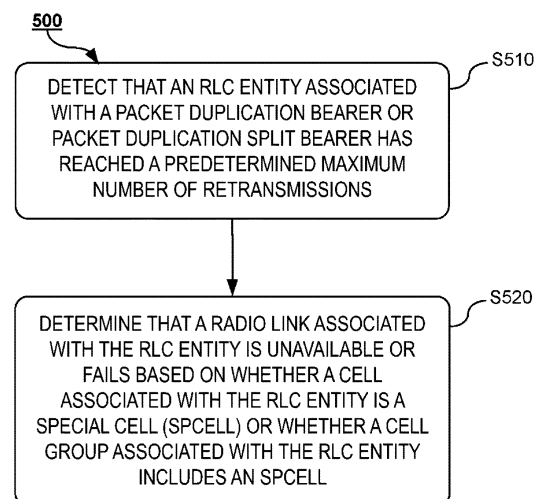 500
S510
DETECT THAT AN RLC ENTITY ASSOCIATED
WITH A PACKET DUPLICATION BEARER OR
PACKET DUPLICATION SPLIT BEARER HAS
REACHED A PREDETERMINED MAXIMUM
NUMBER OF RETRANSMISSIONS
S520
DETERMINE THAT A RADIO LINK ASSOCIATED
WITH THE RLC ENTITY IS UNAVAILABLE OR
FAILS BASED ON WHETHER A CELL
ASSOCIATED WITH THE RLC ENTITY IS A
SPECIAL CELL (SPCELL) OR WHETHER A CELL
GROUP ASSOCIATED WITH THE RLC ENTITY
INCLUDES AN SPCELL